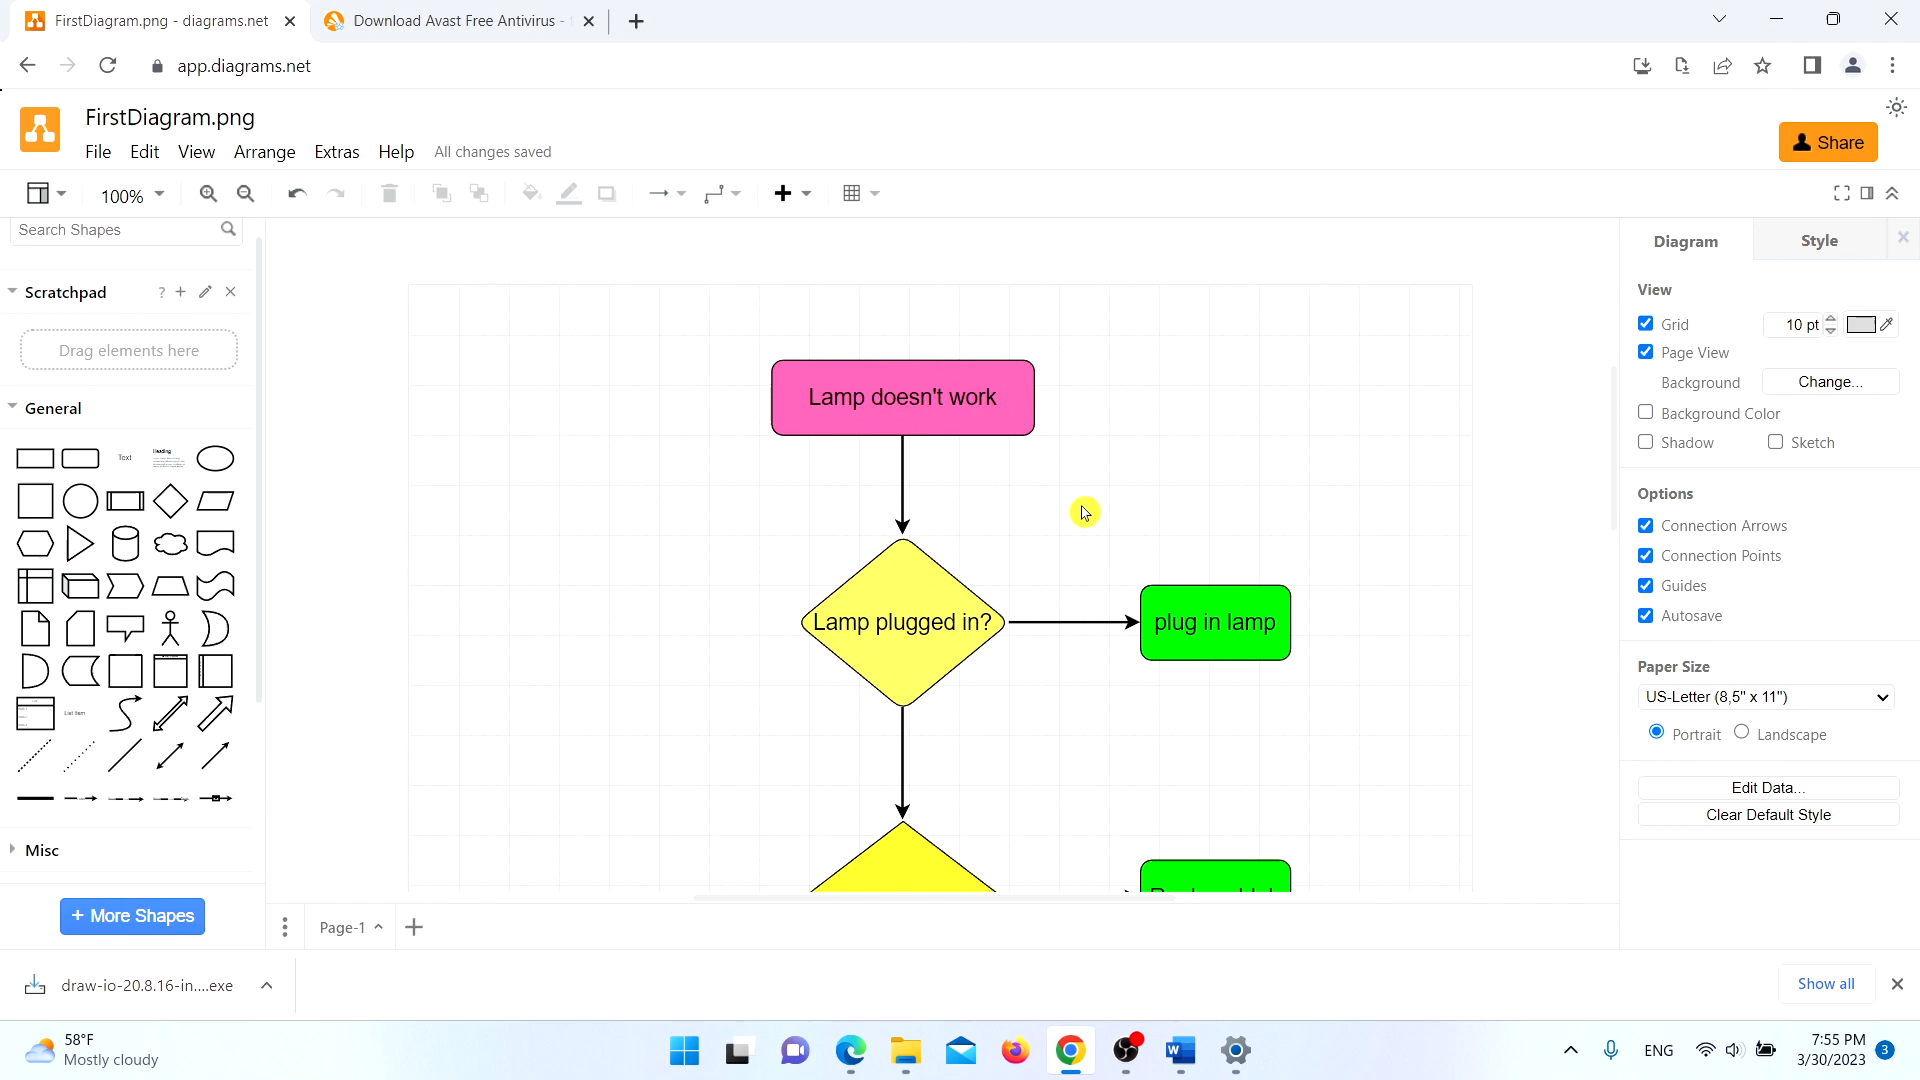 FirstDiagram.png - diagrams.net
Download Avast Free Antivirus -
app.diagrams.net
FirstDiagram.png
File Edit View Arrange Extras Help All changes saved
Share
100%
Search Shapes
Scratchpad ?
Drag elements here
General
Text
Heading
List Item
Misc
+ More Shapes
Lamp doesn't work
Lamp plugged in?
plug in lamp
Page-1
Diagram
Style
View
Grid
10 pt
Page View
Background
Change...
Background Color
Shadow
Sketch
Options
Connection Arrows
Connection Points
Guides
Autosave
Paper Size
US-Letter (8,5" x 11")
Portrait
Landscape
Edit Data...
Clear Default Style
draw-io-20.8.16-in....exe
Show all
58°F
Mostly cloudy
ENG
7:55 PM
3/30/2023
3